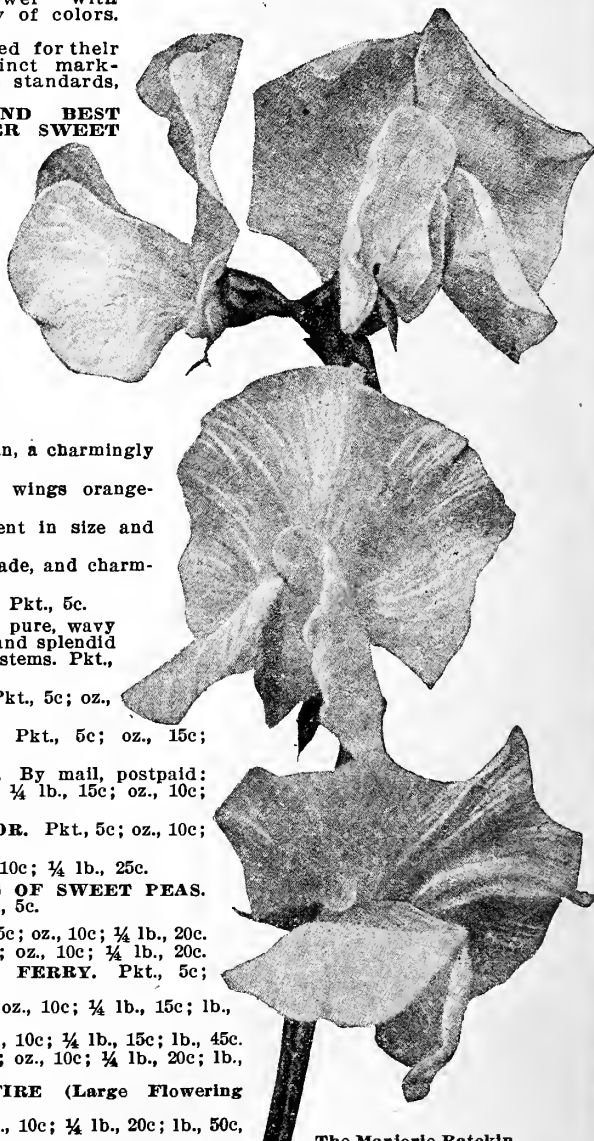 y of colors.
ed for their
inct mark-
standards,
ND BEST
ER SWEET
n, a charmingly
wings orange-
ent in size and
ade, and charm-
Pkt., 5c.
pure, wavy
and splendid
stems. Pkt.,
Pkt., 5c; oz.,
Pkt., 5c; oz., 15c;
. By mail, postpaid:
¼ lb., 15c; oz., 10c;
OR. Pkt., 5c; oz., 10c;
10c; ¼ lb., 25c.
OF SWEET PEAS.
, 5c.
5c; oz., 10c; ¼ lb., 20c.
; oz., 10c; ¼ lb., 20c.
FERRY. Pkt., 5c;
oz., 10c; ¼ lb., 15c; lb.,
, 10c; ¼ lb., 15c; lb., 45c.
; oz., 10c; ¼ lb., 20c; lb.,
TIRE (Large Flowering
., 10c; ¼ lb., 20c; lb., 50c,
The Marjorie